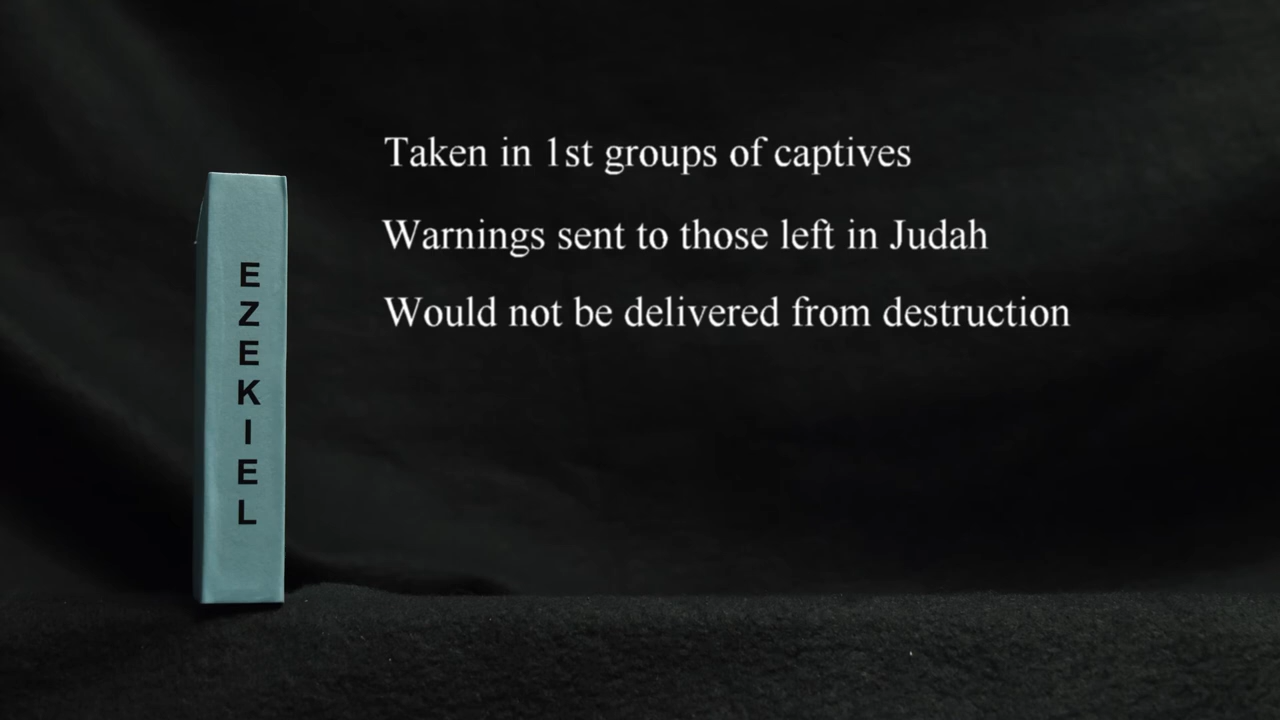 EZEKIEL
Taken in 1st groups of captives
Warnings sent to those left in Judah
Would not be delivered from destruction